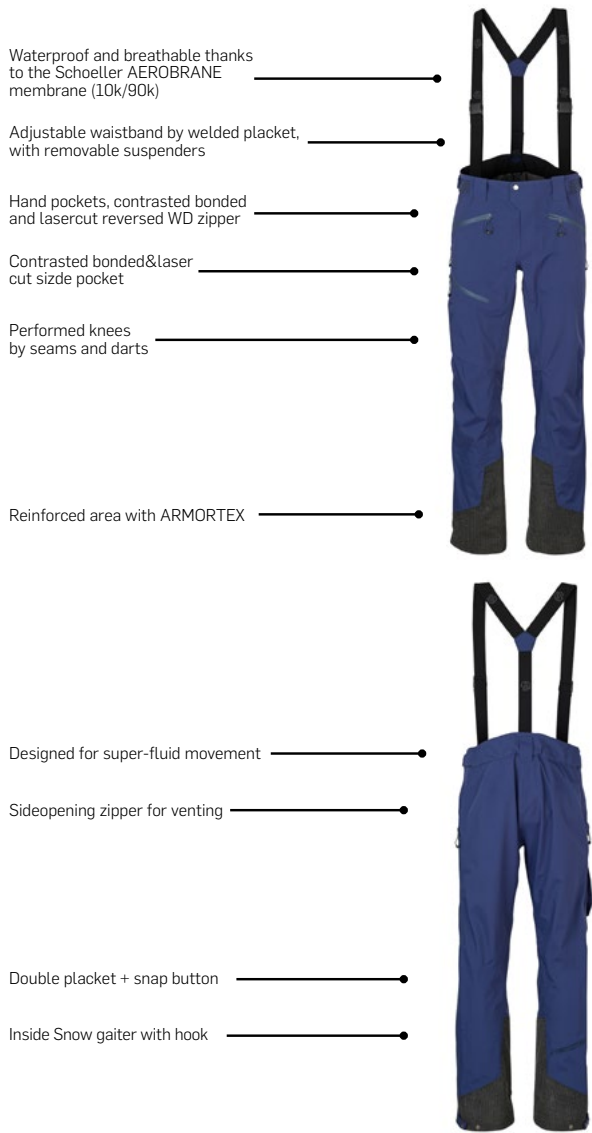 Waterproof and breathable thanks
to the Schoeller AEROBRANE
membrane (10k/90k)
Adjustable waistband by welded placket,
with removable suspenders
Hand pockets, contrasted bonded
and lasercut reversed WD zipper
Contrasted bonded&laser
cut sizde pocket
Performed knees
by seams and darts
Reinforced area with ARMORTEX
Designed for super-fluid movement
Sideopening zipper for venting
Double placket + snap button
Inside Snow gaiter with hook